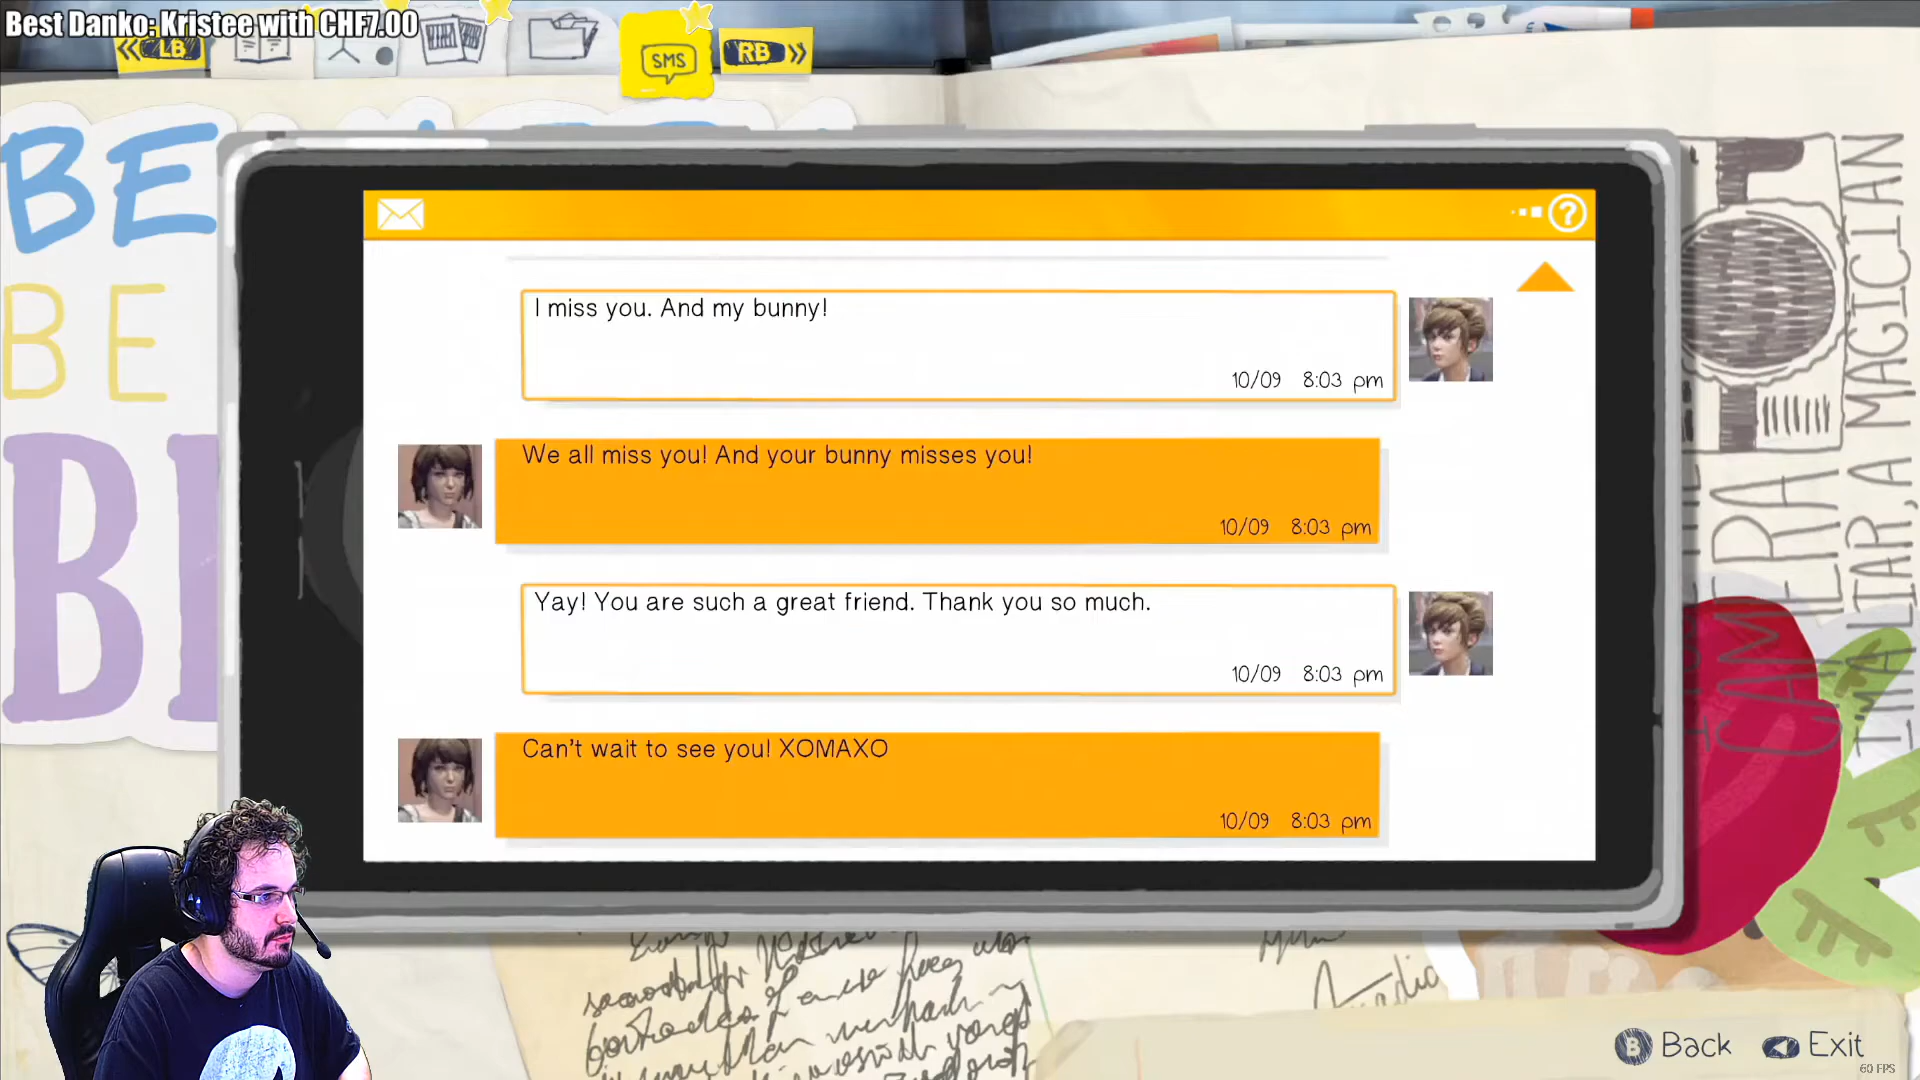 Best Danko: Kristee with CHF7.00
LB
SMS
RB
BE
BE
I miss you. And my bunny!
10/09 8:03 pm
We all miss you! And your bunny misses you!
10/09 8:03 pm
Yay! You are such a great friend. Thank you so much.
10/09 8:03 pm
Can't wait to see you! XOMAXO
10/09 8:03 pm
CAMERA
LIAR, A MAGICIAN
B Back
Exit
60 FPS